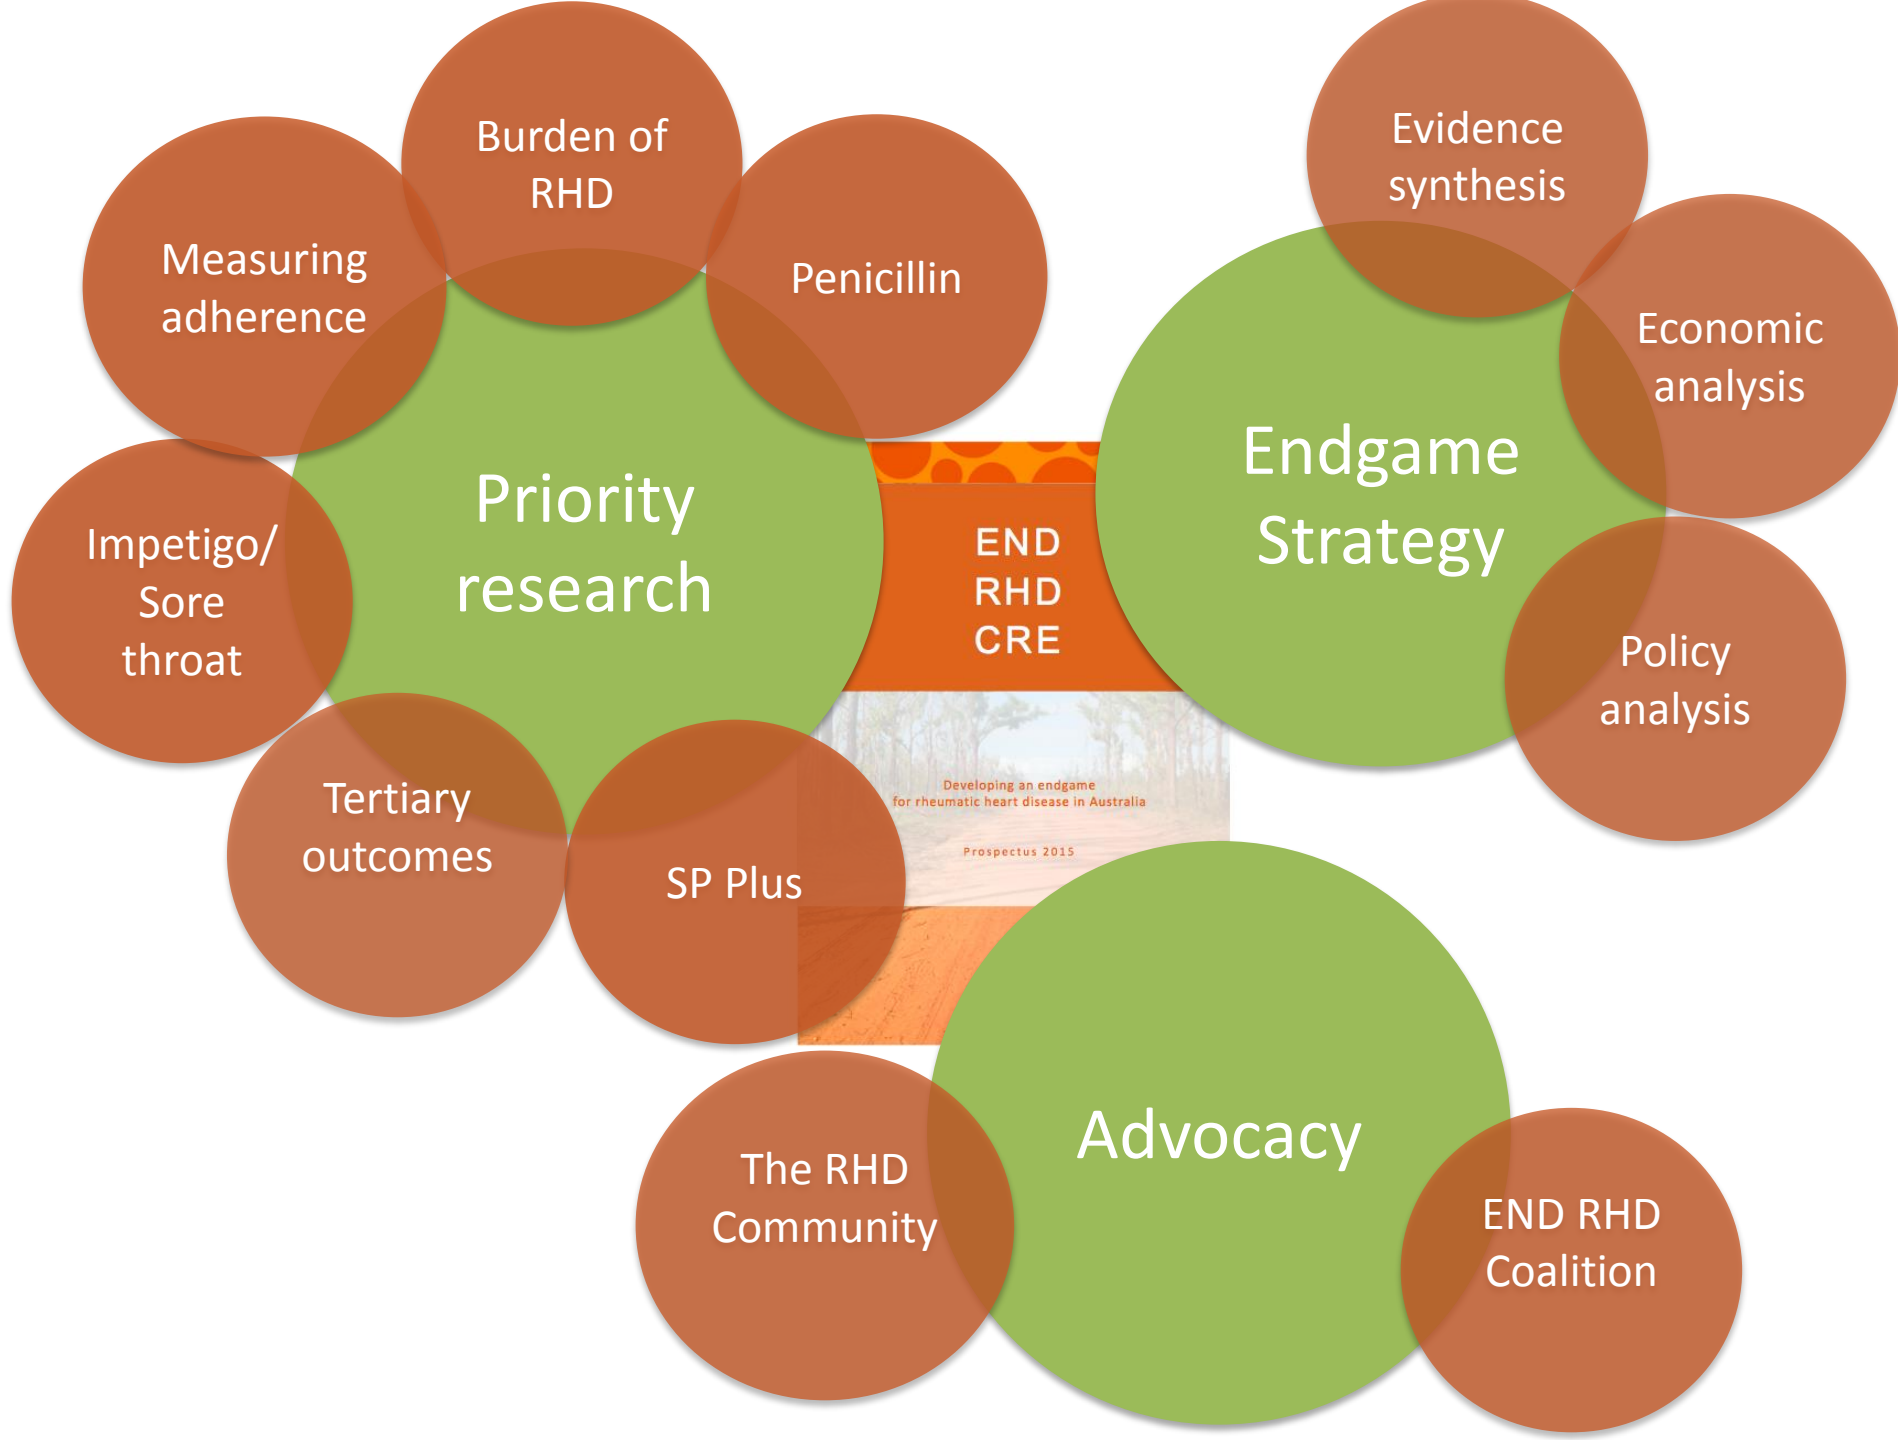 Burden of
RHD
Measuring
adherence
Penicillin
Impetigo/
Sore
throat
Priority
research
Tertiary
outcomes
SP Plus
Evidence
synthesis
Economic
analysis
Endgame
Strategy
Policy
analysis
END
RHD
CRE
Developing an endgame
for rheumatic heart disease in Australia
Prospectus 2015
Advocacy
The RHD
Community
END RHD
Coalition